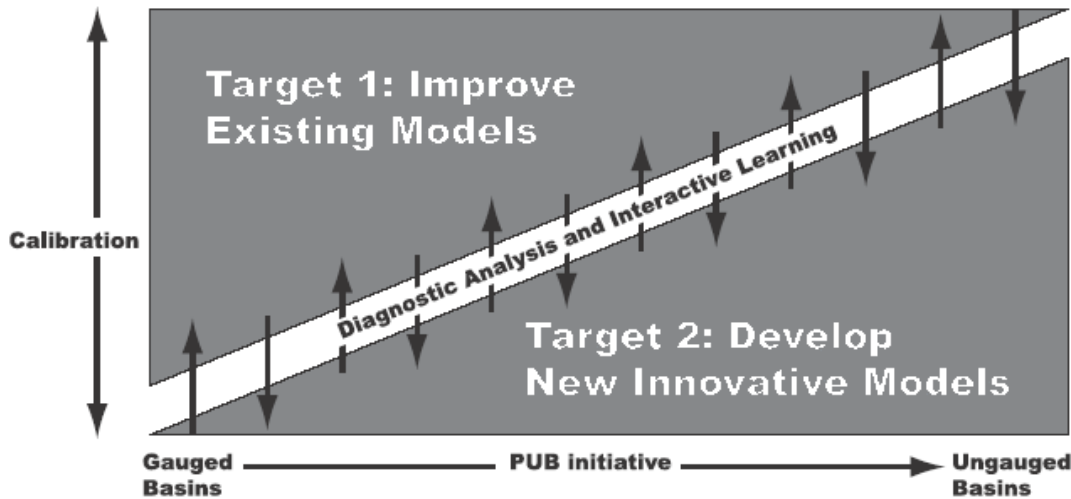 Target 1: Improve
Existing Models
Diagnostic Analysis and Interactive Learning
Calibration
Target 2: Develop
New Innovative Models
Gauged
Basins
PUB initiative
Ungauged
Basins